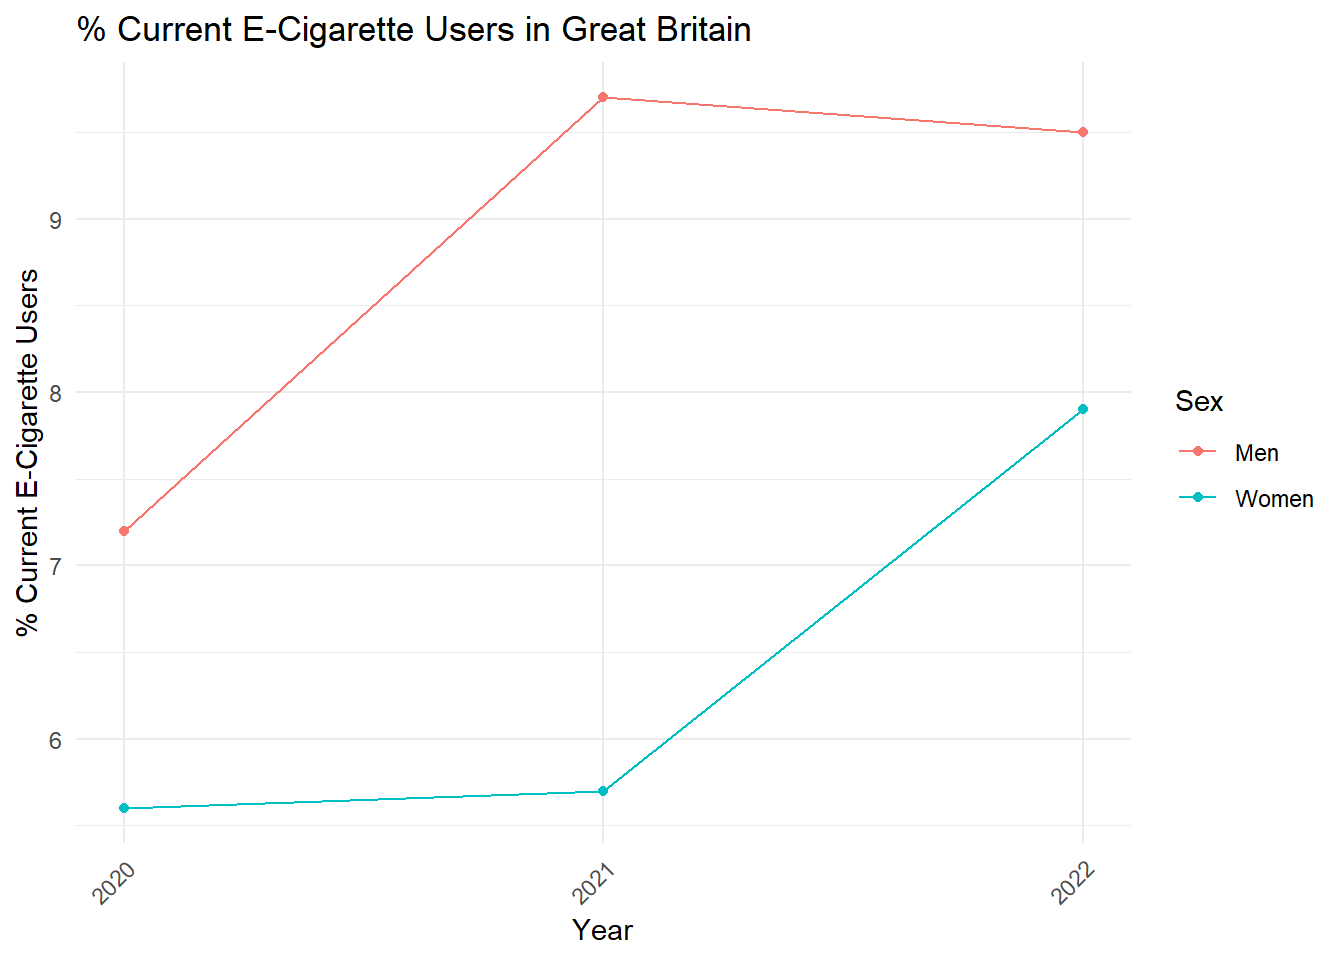 % Current E-Cigarette Users in Great Britain
% Current E-Cigarette Users
9
8
7
6
2020
2021
2022
Year
Sex
Men
Women